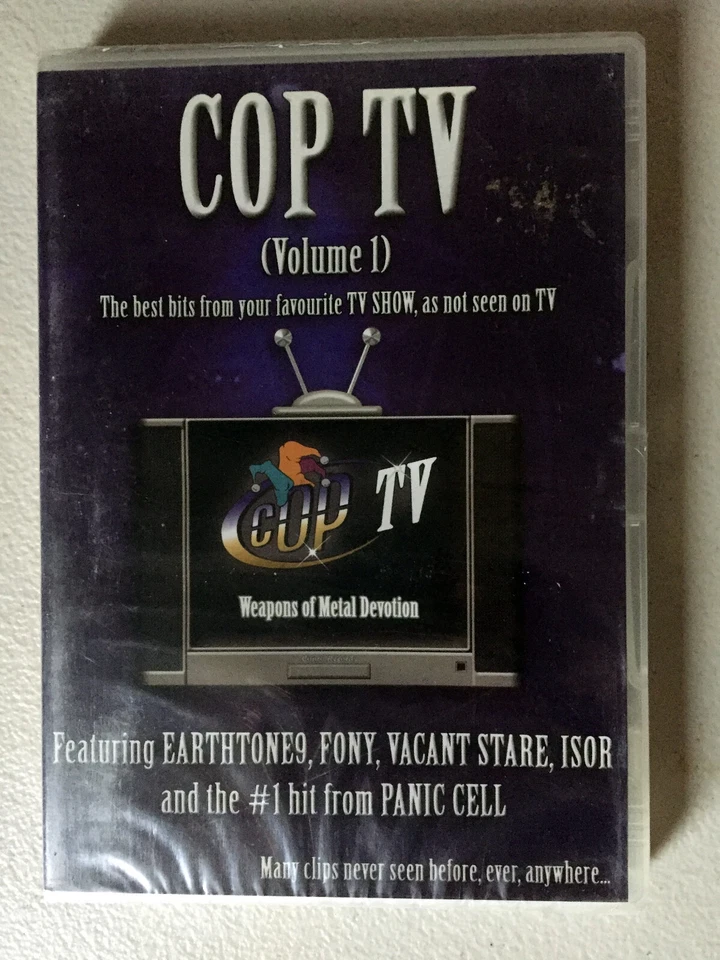 COP TV
(Volume 1)
The best bits from your favourite TV SHOW, as not seen on TV
COP TV
Weapons of Metal Devotion
Featuring EARTHTONE9, FONY, VACANT STARE, ISOR
and the #1 hit from PANIC CELL
Many clips never seen before, ever, anywhere...